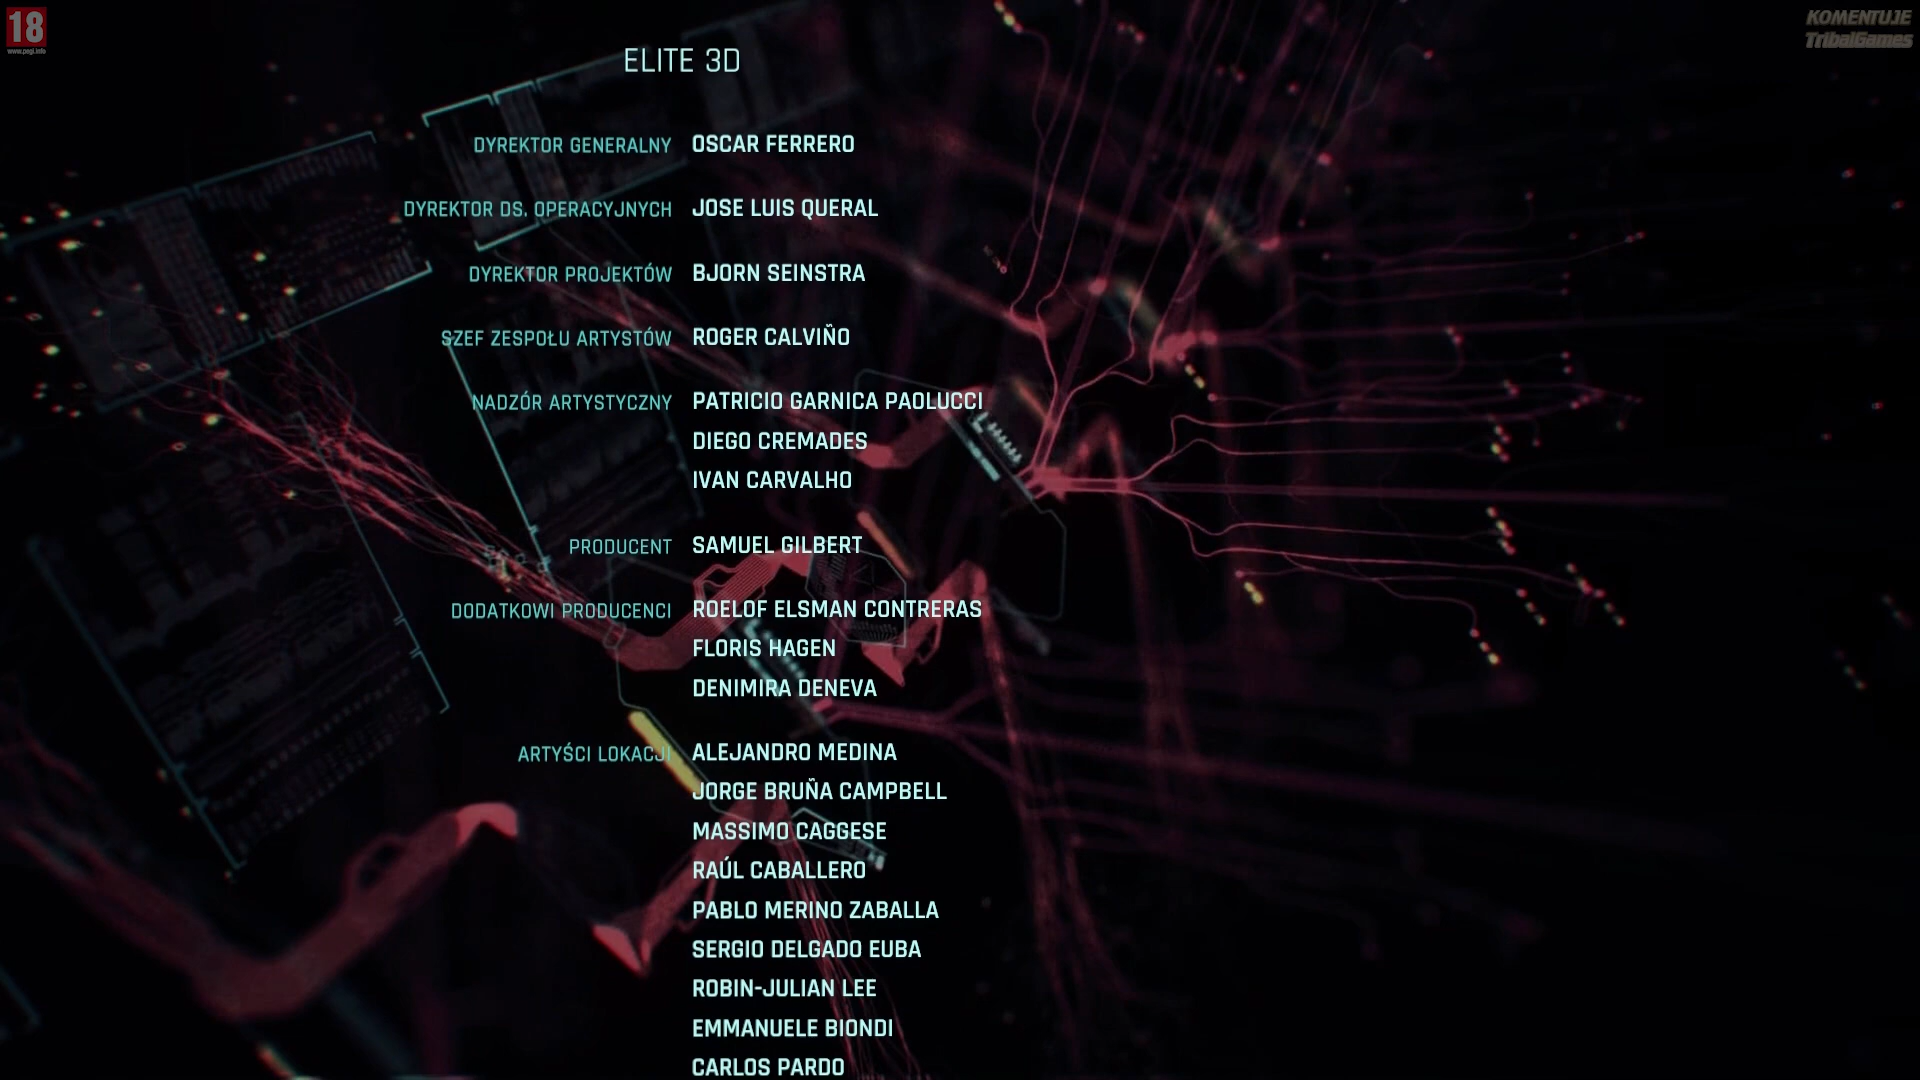 18
www.pegi.info
KOMENTUJE
TribalGames
ELITE 3D
DYREKTOR GENERALNY OSCAR FERRERO
DYREKTOR DS. OPERACYJNYCH JOSE LUIS QUERAL
DYREKTOR PROJEKTÓW BJORN SEINSTRA
SZEF ZESPOŁU ARTYSTÓW ROGER CALVIÑO
NADZÓR ARTYSTYCZNY PATRICIO GARNICA PAOLUCCI
DIEGO CREMADES
IVAN CARVALHO
PRODUCENT SAMUEL GILBERT
DODATKOWI PRODUCENCI ROELOF ELSMAN CONTRERAS
FLORIS HAGEN
DENIMIRA DENEVA
ARTYŚCI LOKACJI ALEJANDRO MEDINA
JORGE BRUÑA CAMPBELL
MASSIMO CAGGESE
RAÚL CABALLERO
PABLO MERINO ZABALLA
SERGIO DELGADO EUBA
ROBIN-JULIAN LEE
EMMANUELE BIONDI
CARLOS PARDO